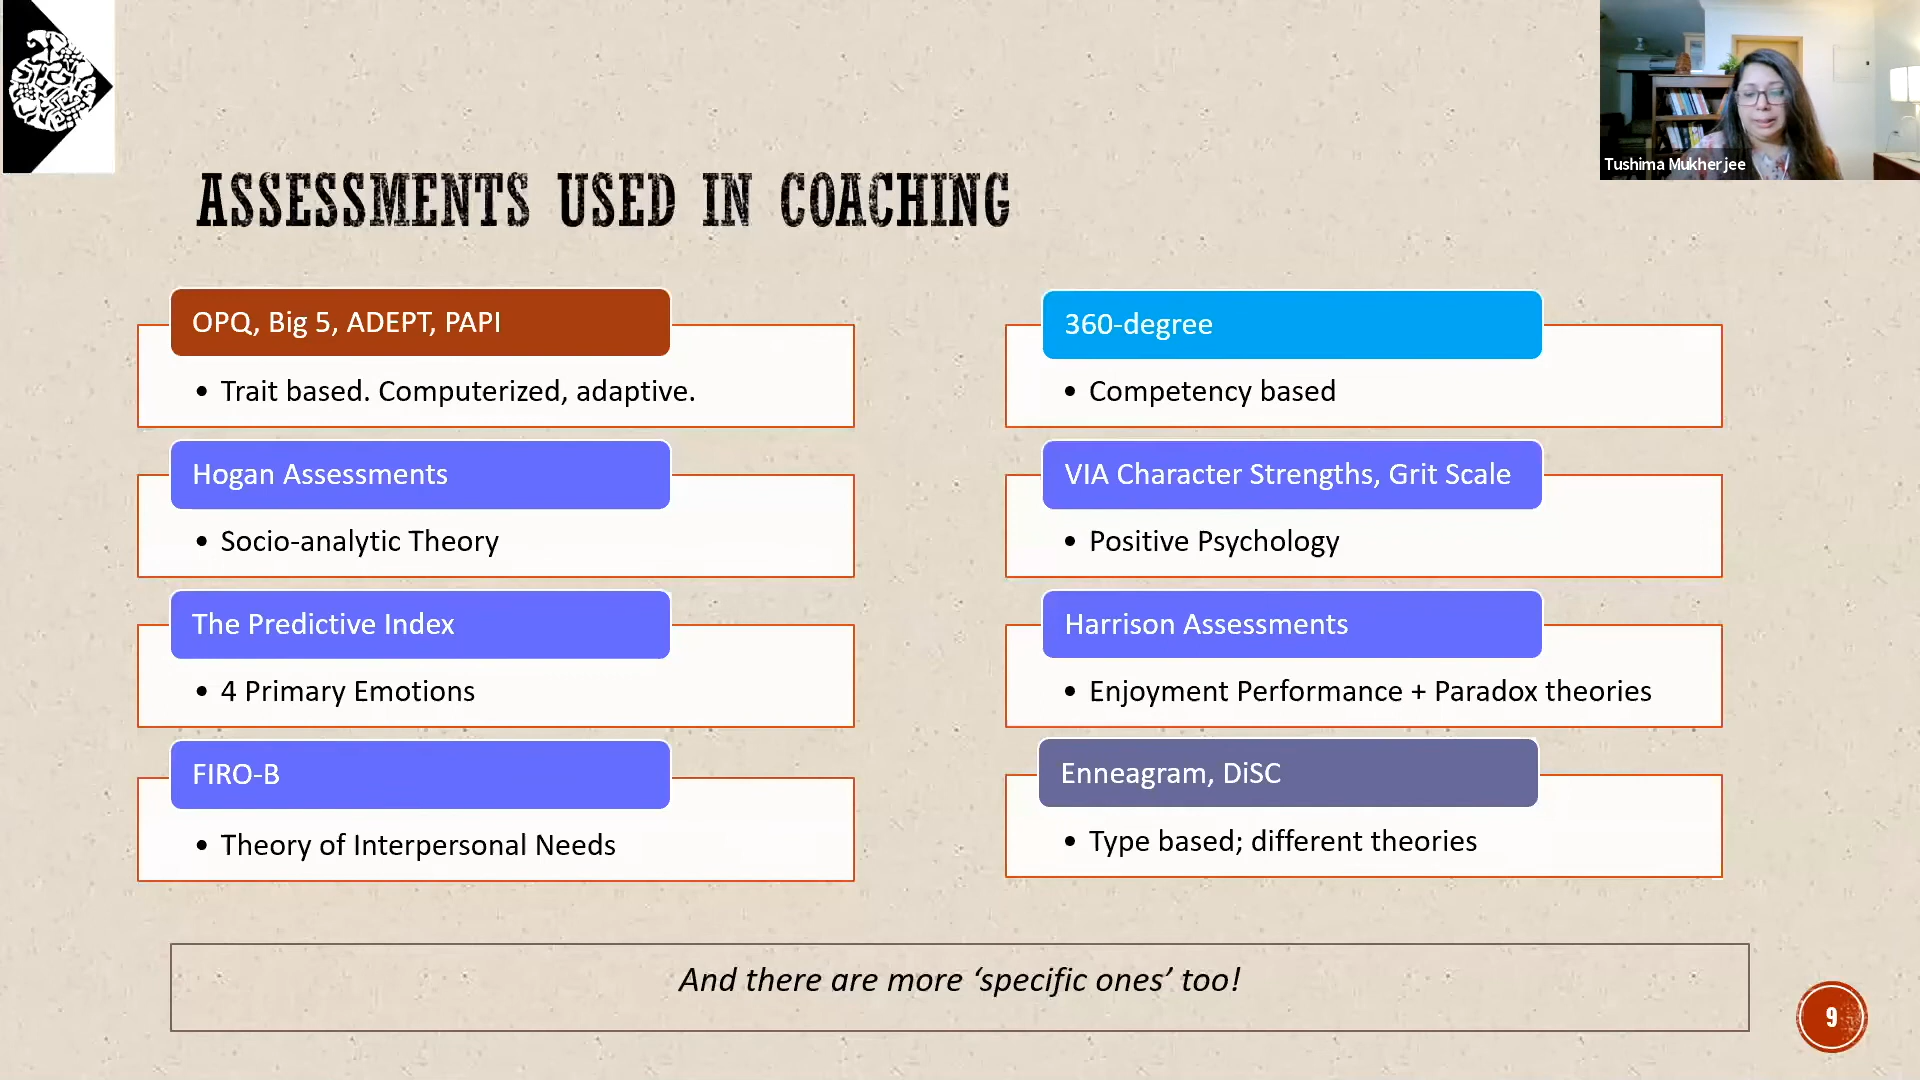 Tushima Mukherjee
ASSESSMENTS USED IN COACHING
OPQ, Big 5, ADEPT, PAPI
• Trait based. Computerized, adaptive.
Hogan Assessments
• Socio-analytic Theory
The Predictive Index
• 4 Primary Emotions
FIRO-B
• Theory of Interpersonal Needs
360-degree
• Competency based
VIA Character Strengths, Grit Scale
• Positive Psychology
Harrison Assessments
• Enjoyment Performance + Paradox theories
Enneagram, DiSC
• Type based; different theories
And there are more ‘specific ones’ too!
9